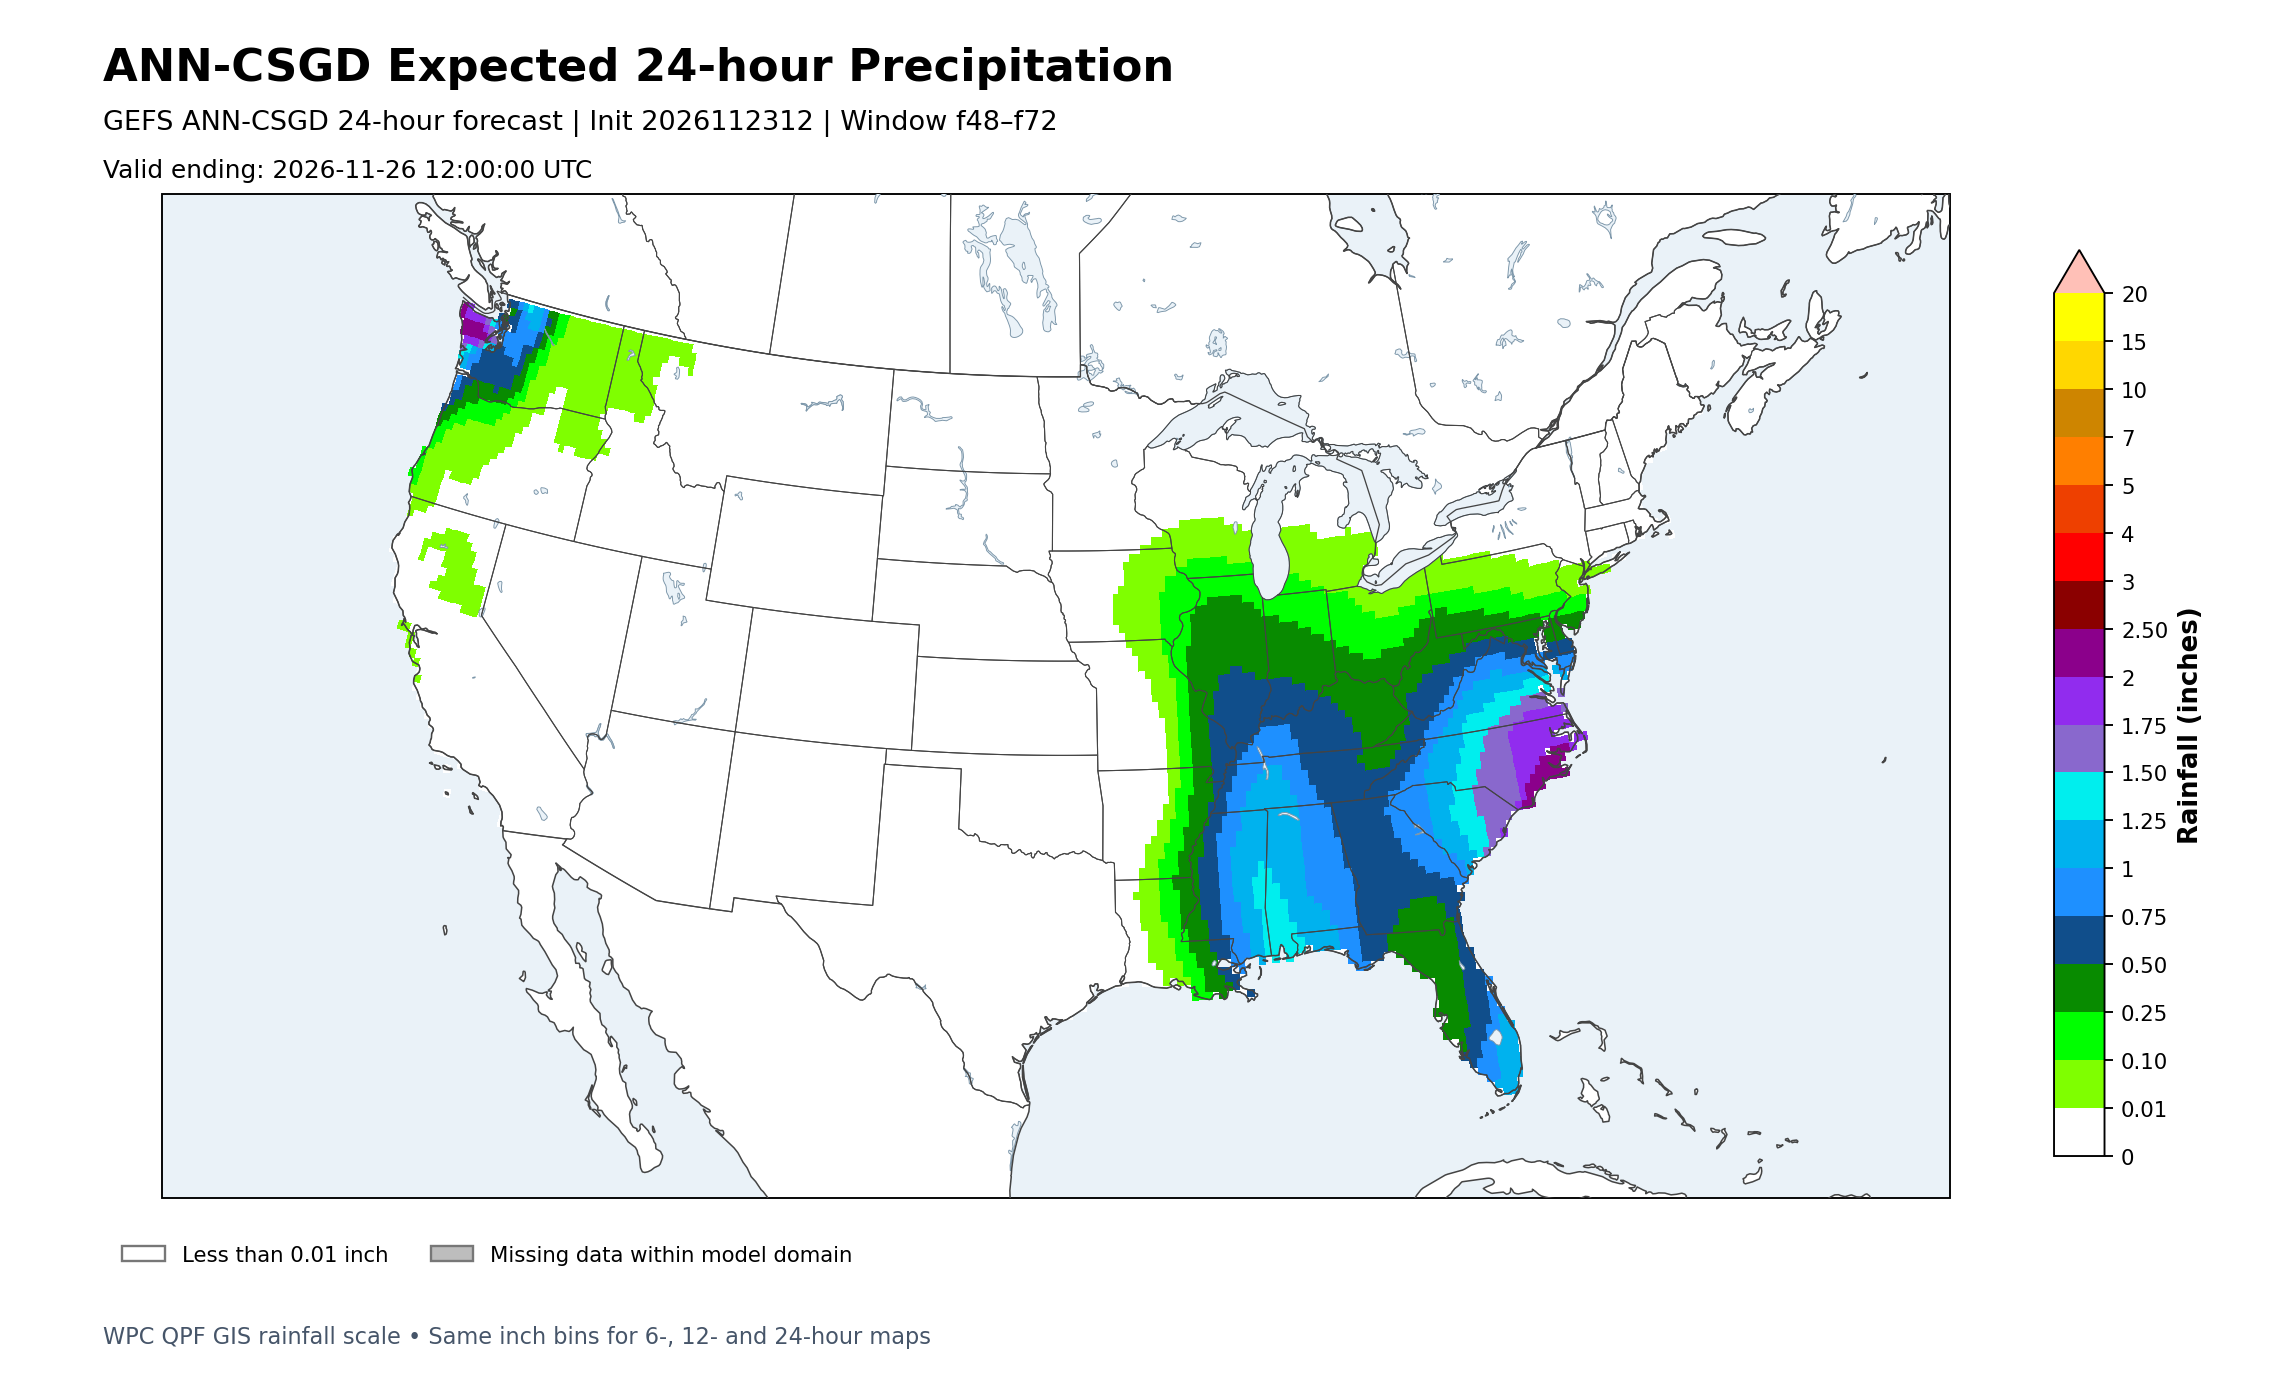 ANN-CSGD Expected 24-hour Precipitation
GEFS ANN-CSGD 24-hour forecast | Init 2026112312 | Window f48–f72
Valid ending: 2026-11-26 12:00:00 UTC
20
15
10
7
5
4
3
2.50
2
1.75
1.50
1.25
1
0.75
0.50
0.25
0.10
0.01
0
Rainfall (inches)
Less than 0.01 inch
Missing data within model domain
WPC QPF GIS rainfall scale • Same inch bins for 6-, 12- and 24-hour maps